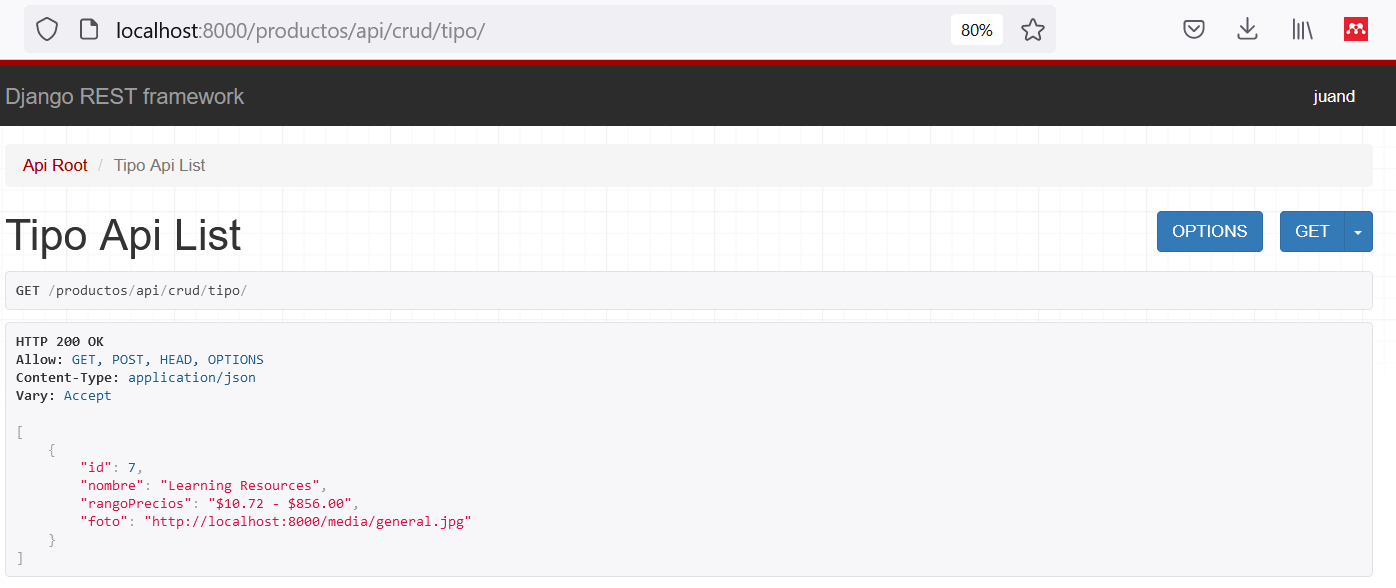 localhost:8000/productos/api/crud/tipo/
80%
Django REST framework
juand
Api Root / Tipo Api List
Tipo Api List
OPTIONS
GET
GET /productos/api/crud/tipo/
HTTP 200 OK
Allow: GET, POST, HEAD, OPTIONS
Content-Type: application/json
Vary: Accept
[
    {
        "id": 7,
        "nombre": "Learning Resources",
        "rangoPrecios": "$10.72 - $856.00",
        "foto": "http://localhost:8000/media/general.jpg"
    }
]